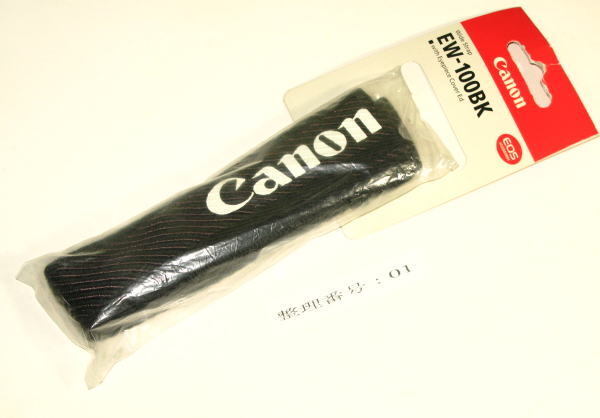 Canon
Wide Strap
EW-100BK
• with Eyepiece Cover Ed
EOS
Canon
整理番号:01